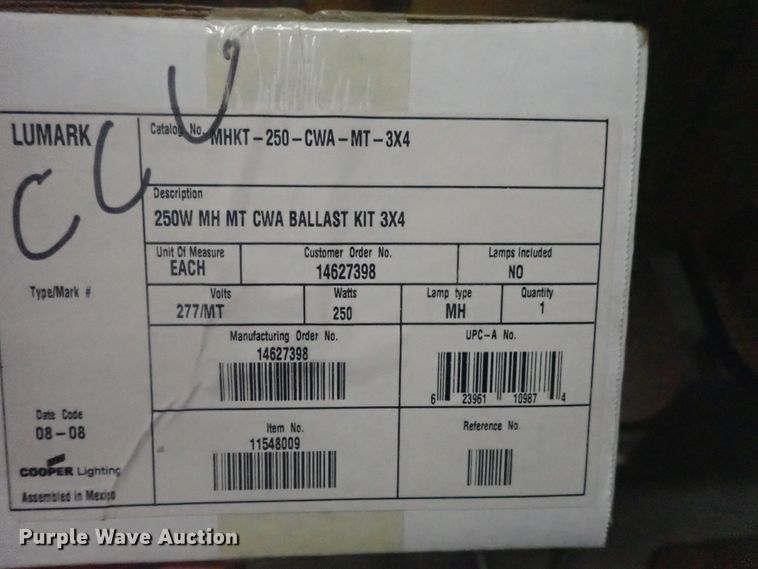 LUMARK
Catalog No. MHKT-250-CWA-MT-3X4
Description
250W MH MT CWA BALLAST KIT 3X4
Unit Of Measure
EACH
Customer Order No.
14627398
Lamps Included
NO
Type/Mark #
Volts
277/MT
Watts
250
Lamp type
MH
Quantity
1
Manufacturing Order No.
14627398
UPC-A No.
6 23961 10987 4
Date Code
08-08
Item No.
11548009
Reference No.
COOPER Lighting
Assembled in Mexico
Purple Wave Auction